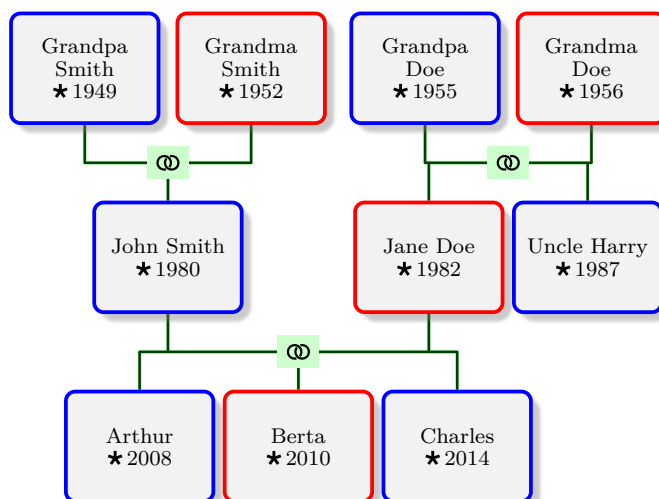 Grandpa
Smith
★1949
Grandma
Smith
★1952
Grandpa
Doe
★1955
Grandma
Doe
★1956
John Smith
★1980
Jane Doe
★1982
Uncle Harry
★1987
Arthur
★2008
Berta
★2010
Charles
★2014